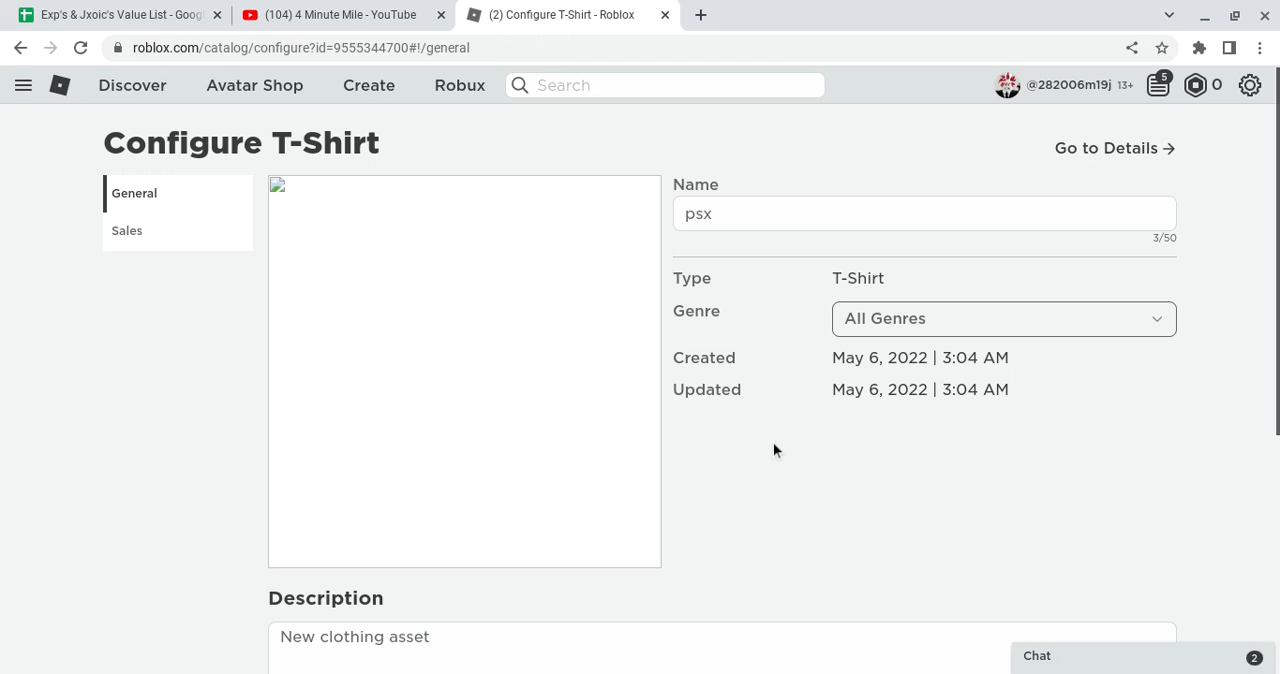 Exp's & Jxoic's Value List - Goog
(104) 4 Minute Mile - YouTube
(2) Configure T-Shirt - Roblox
roblox.com/catalog/configure?id=9555344700#!/general
Discover
Avatar Shop
Create
Robux
Search
@282006m19j 13+
5
0
Configure T-Shirt
Go to Details
General
Sales
Name
psx
3/50
Type T-Shirt
Genre All Genres
Created May 6, 2022 | 3:04 AM
Updated May 6, 2022 | 3:04 AM
Description
New clothing asset
Chat 2